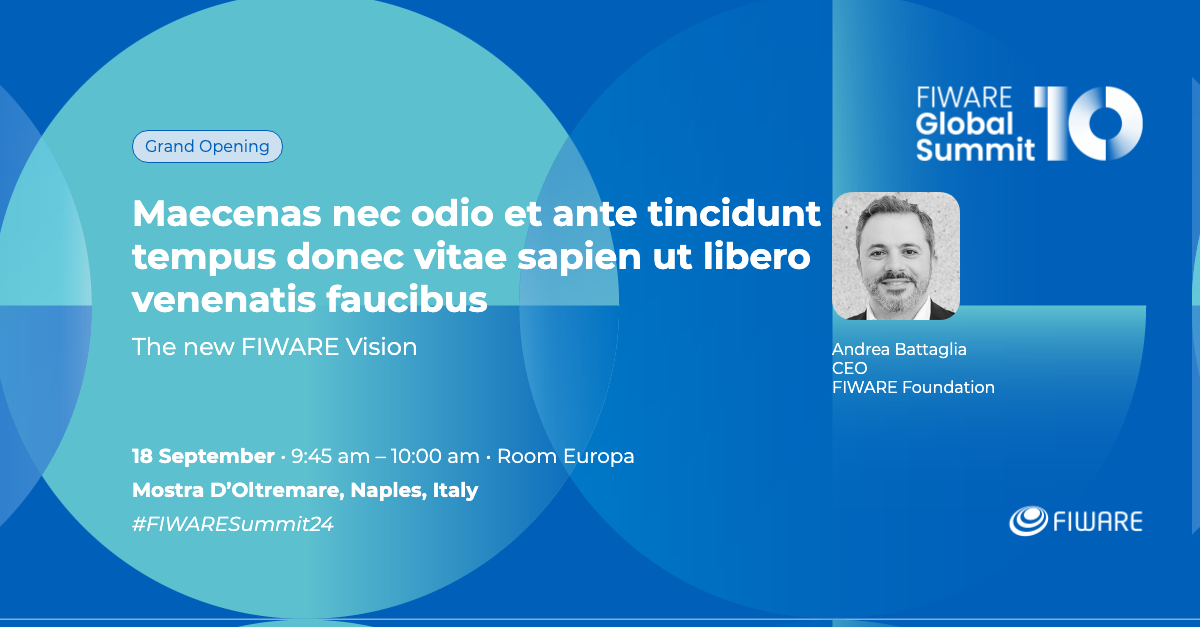 FIWARE
Global
Summit
10
Grand Opening
Maecenas nec odio et ante tincidunt
tempus donec vitae sapien ut libero
venenatis faucibus
The new FIWARE Vision
Andrea Battaglia
CEO
FIWARE Foundation
18 September · 9:45 am – 10:00 am · Room Europa
Mostra D’Oltremare, Naples, Italy
#FIWARESummit24
FIWARE